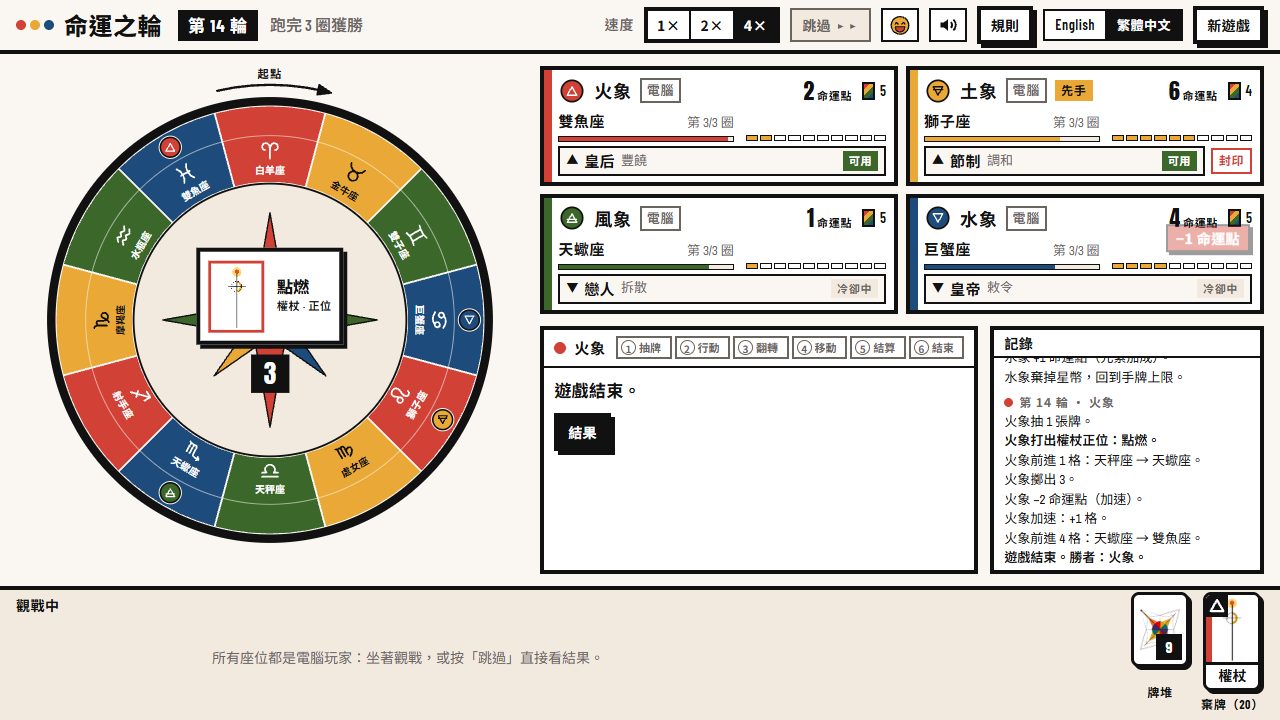 命運之輪 第 14 輪 跑完 3 圈獲勝 速度 1× 2× 4× 跳過 ▸▸ 規則 English 繁體中文 新遊戲
起點
白羊座
金牛座
雙子座
巨蟹座
獅子座
處女座
天秤座
天蠍座
射手座
摩羯座
水瓶座
雙魚座
點燃
權杖 · 正位
3
火象 電腦 2 命運點 5
雙魚座 第 3/3 圈
▲ 皇后 豐饒 可用
土象 電腦 先手 6 命運點 4
獅子座 第 3/3 圈
▲ 節制 調和 可用 封印
風象 電腦 1 命運點 5
天蠍座 第 3/3 圈
▼ 戀人 拆散 冷卻中
水象 電腦 4 命運點 5
−1 命運點
巨蟹座 第 3/3 圈
▼ 皇帝 敕令 冷卻中
火象 1 抽牌 2 行動 3 翻轉 4 移動 5 結算 6 結束
遊戲結束。
結果
記錄
水象 +1 命運點（元素加成）。
水象棄掉星幣，回到手牌上限。
第 14 輪 · 火象
火象抽 1 張牌。
火象打出權杖正位：點燃。
火象前進 1 格：天秤座 → 天蠍座。
火象擲出 3。
火象 −2 命運點（加速）。
火象加速：+1 格。
火象前進 4 格：天蠍座 → 雙魚座。
遊戲結束。勝者：火象。
觀戰中
所有座位都是電腦玩家：坐著觀戰，或按「跳過」直接看結果。
9
牌堆
權杖
棄牌（20）